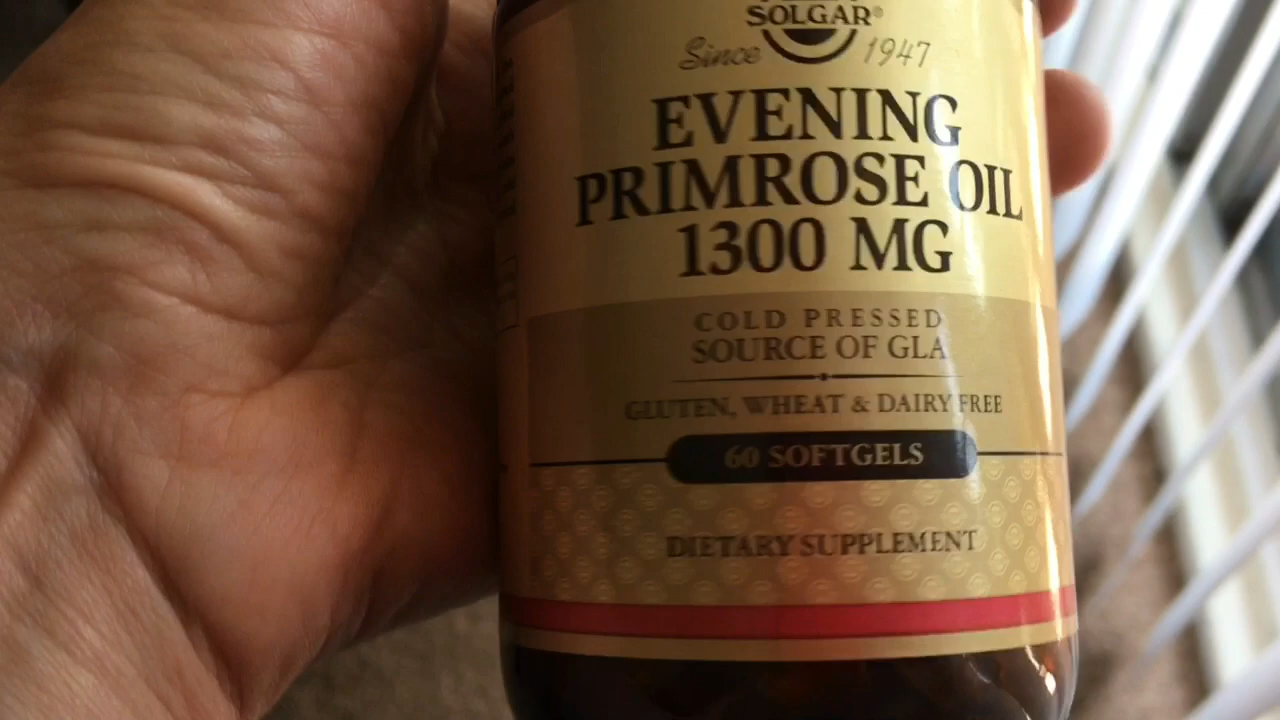 SOLGAR®
Since 1947
EVENING
PRIMROSE OIL
1300 MG
COLD PRESSED
SOURCE OF GLA
GLUTEN, WHEAT & DAIRY FREE
60 SOFTGELS
DIETARY SUPPLEMENT